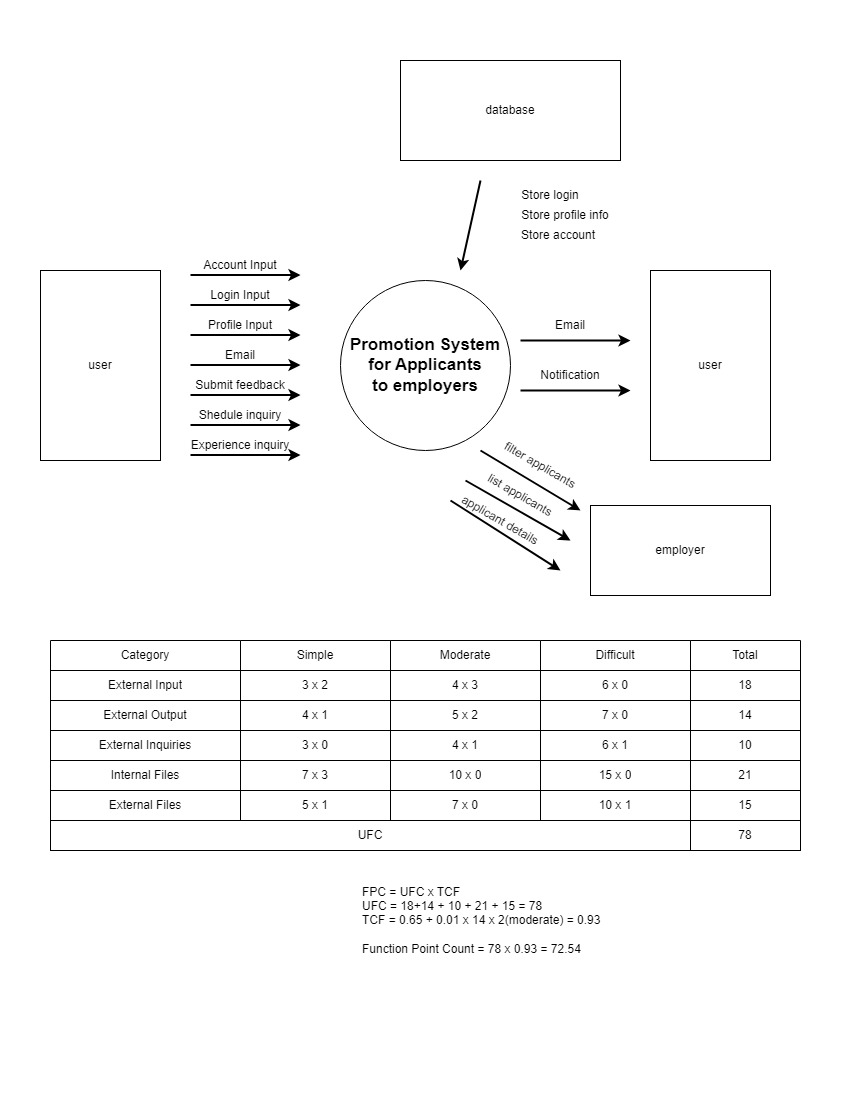 database
Store login
Store profile info
Store account
Account Input
Login Input
Profile Input
Email
Submit feedback
Shedule inquiry
Experience inquiry
user
Promotion System
for Applicants
to employers
Email
Notification
user
filter applicants
list applicants
applicant details
employer
Category Simple Moderate Difficult Total
External Input 3 x 2 4 x 3 6 x 0 18
External Output 4 x 1 5 x 2 7 x 0 14
External Inquiries 3 x 0 4 x 1 6 x 1 10
Internal Files 7 x 3 10 x 0 15 x 0 21
External Files 5 x 1 7 x 0 10 x 1 15
UFC 78
FPC = UFC x TCF
UFC = 18+14 + 10 + 21 + 15 = 78
TCF = 0.65 + 0.01 x 14 x 2(moderate) = 0.93
Function Point Count = 78 x 0.93 = 72.54